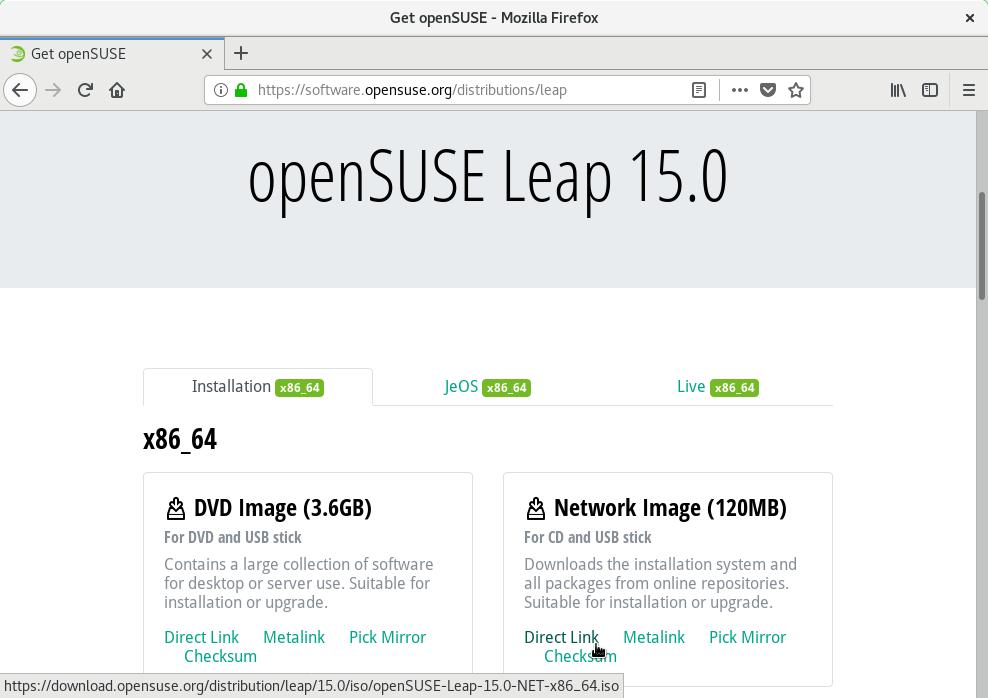 Get openSUSE - Mozilla Firefox
Get openSUSE
https://software.opensuse.org/distributions/leap
openSUSE Leap 15.0
Installation x86_64 JeOS x86_64 Live x86_64
x86_64
DVD Image (3.6GB)
For DVD and USB stick
Contains a large collection of software
for desktop or server use. Suitable for
installation or upgrade.
Direct Link Metalink Pick Mirror
Checksum
Network Image (120MB)
For CD and USB stick
Downloads the installation system and
all packages from online repositories.
Suitable for installation or upgrade.
Direct Link Metalink Pick Mirror
Checksum
https://download.opensuse.org/distribution/leap/15.0/iso/openSUSE-Leap-15.0-NET-x86_64.iso